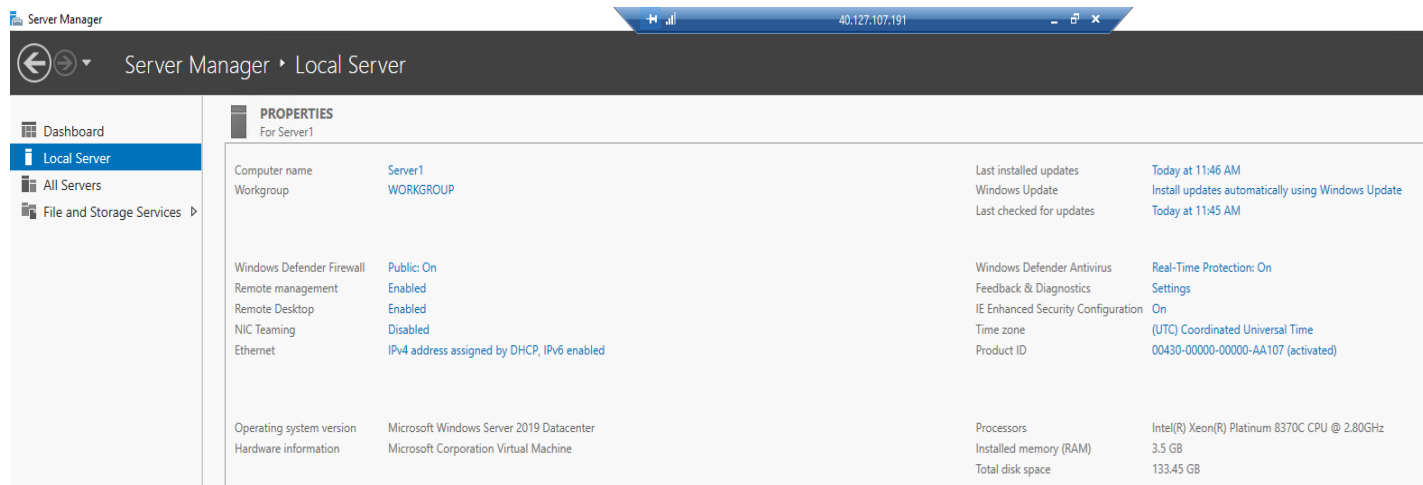 Server Manager
40.127.107.191
Server Manager ‣ Local Server
Dashboard
Local Server
All Servers
File and Storage Services
PROPERTIES
For Server1
Computer name Server1
Workgroup WORKGROUP
Last installed updates Today at 11:46 AM
Windows Update Install updates automatically using Windows Update
Last checked for updates Today at 11:45 AM
Windows Defender Firewall Public: On
Remote management Enabled
Remote Desktop Enabled
NIC Teaming Disabled
Ethernet IPv4 address assigned by DHCP, IPv6 enabled
Windows Defender Antivirus Real-Time Protection: On
Feedback & Diagnostics Settings
IE Enhanced Security Configuration On
Time zone (UTC) Coordinated Universal Time
Product ID 00430-00000-00000-AA107 (activated)
Operating system version Microsoft Windows Server 2019 Datacenter
Hardware information Microsoft Corporation Virtual Machine
Processors Intel(R) Xeon(R) Platinum 8370C CPU @ 2.80GHz
Installed memory (RAM) 3.5 GB
Total disk space 133.45 GB